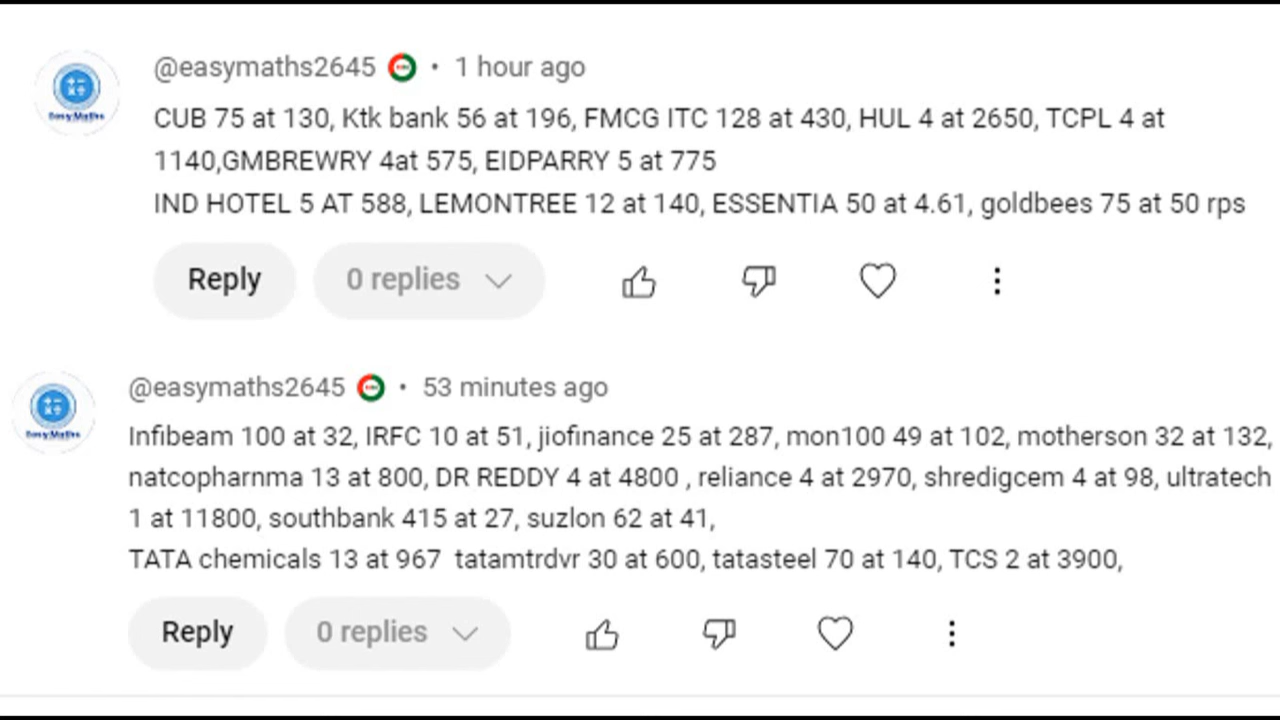 @easymaths2645 • 1 hour ago
CUB 75 at 130, Ktk bank 56 at 196, FMCG ITC 128 at 430, HUL 4 at 2650, TCPL 4 at
1140,GMBREWRY 4at 575, EIDPARRY 5 at 775
IND HOTEL 5 AT 588, LEMONTREE 12 at 140, ESSENTIA 50 at 4.61, goldbees 75 at 50 rps
Reply 0 replies
Easy Maths
@easymaths2645 • 53 minutes ago
Infibeam 100 at 32, IRFC 10 at 51, jiofinance 25 at 287, mon100 49 at 102, motherson 32 at 132,
natcopharnma 13 at 800, DR REDDY 4 at 4800 , reliance 4 at 2970, shredigcem 4 at 98, ultratech
1 at 11800, southbank 415 at 27, suzlon 62 at 41,
TATA chemicals 13 at 967  tatamtrdvr 30 at 600, tatasteel 70 at 140, TCS 2 at 3900,
Reply 0 replies
Easy Maths